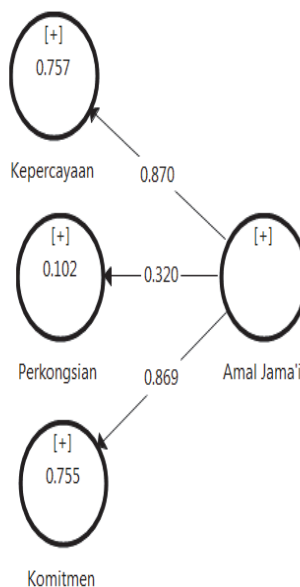 [+]
0.757
Kepercayaan
0.870
[+]
0.102
Perkongsian
0.320
[+]
Amal Jama'i
0.869
[+]
0.755
Komitmen